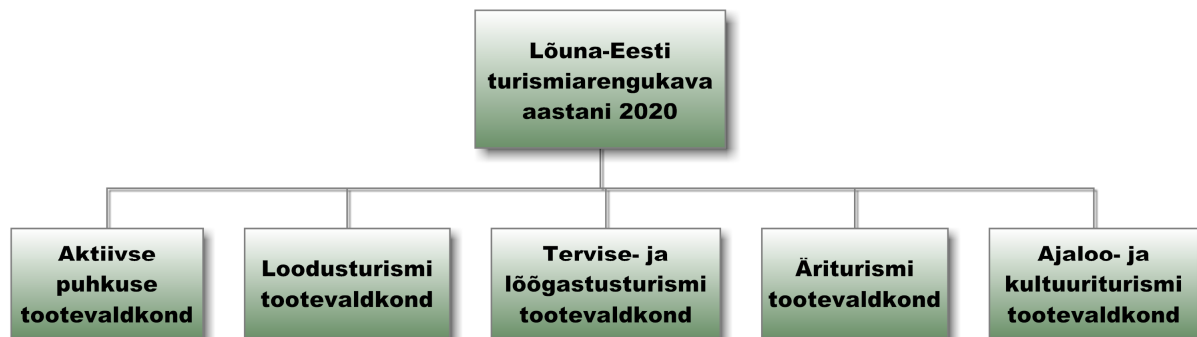 Lõuna-Eesti
turismiarengukava
aastani 2020
Aktiivse
puhkuse
tootevaldkond
Loodusturismi
tootevaldkond
Tervise- ja
lõõgastusturismi
tootevaldkond
Äriturismi
tootevaldkond
Ajaloo- ja
kultuuriturismi
tootevaldkond